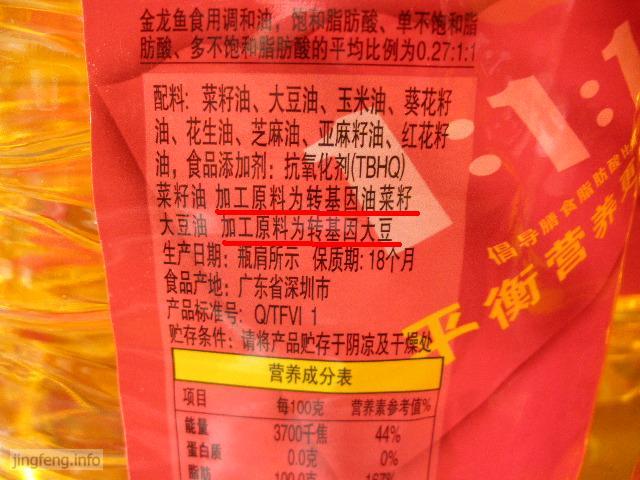 金龙鱼食用调和油，饱和脂肪酸、单不饱和脂
肪酸、多不饱和脂肪酸的平均比例为0.27:1:1
配料: 菜籽油、大豆油、玉米油、葵花籽
油、花生油、芝麻油、亚麻籽油、红花籽
油，食品添加剂: 抗氧化剂(TBHQ)
菜籽油 加工原料为转基因油菜籽
大豆油 加工原料为转基因大豆
生产日期: 瓶肩所示 保质期: 18个月
食品产地: 广东省深圳市
产品标准号: Q/TFVI 1
贮存条件: 请将产品贮存于阴凉及干燥处
营养成分表
项目 每100克 营养素参考值%
能量 3700千焦 44%
蛋白质 0.0克 0%
脂肪 100.0克 167%
1:1:1
倡导膳食脂肪酸
平衡营养更
jingfeng.info